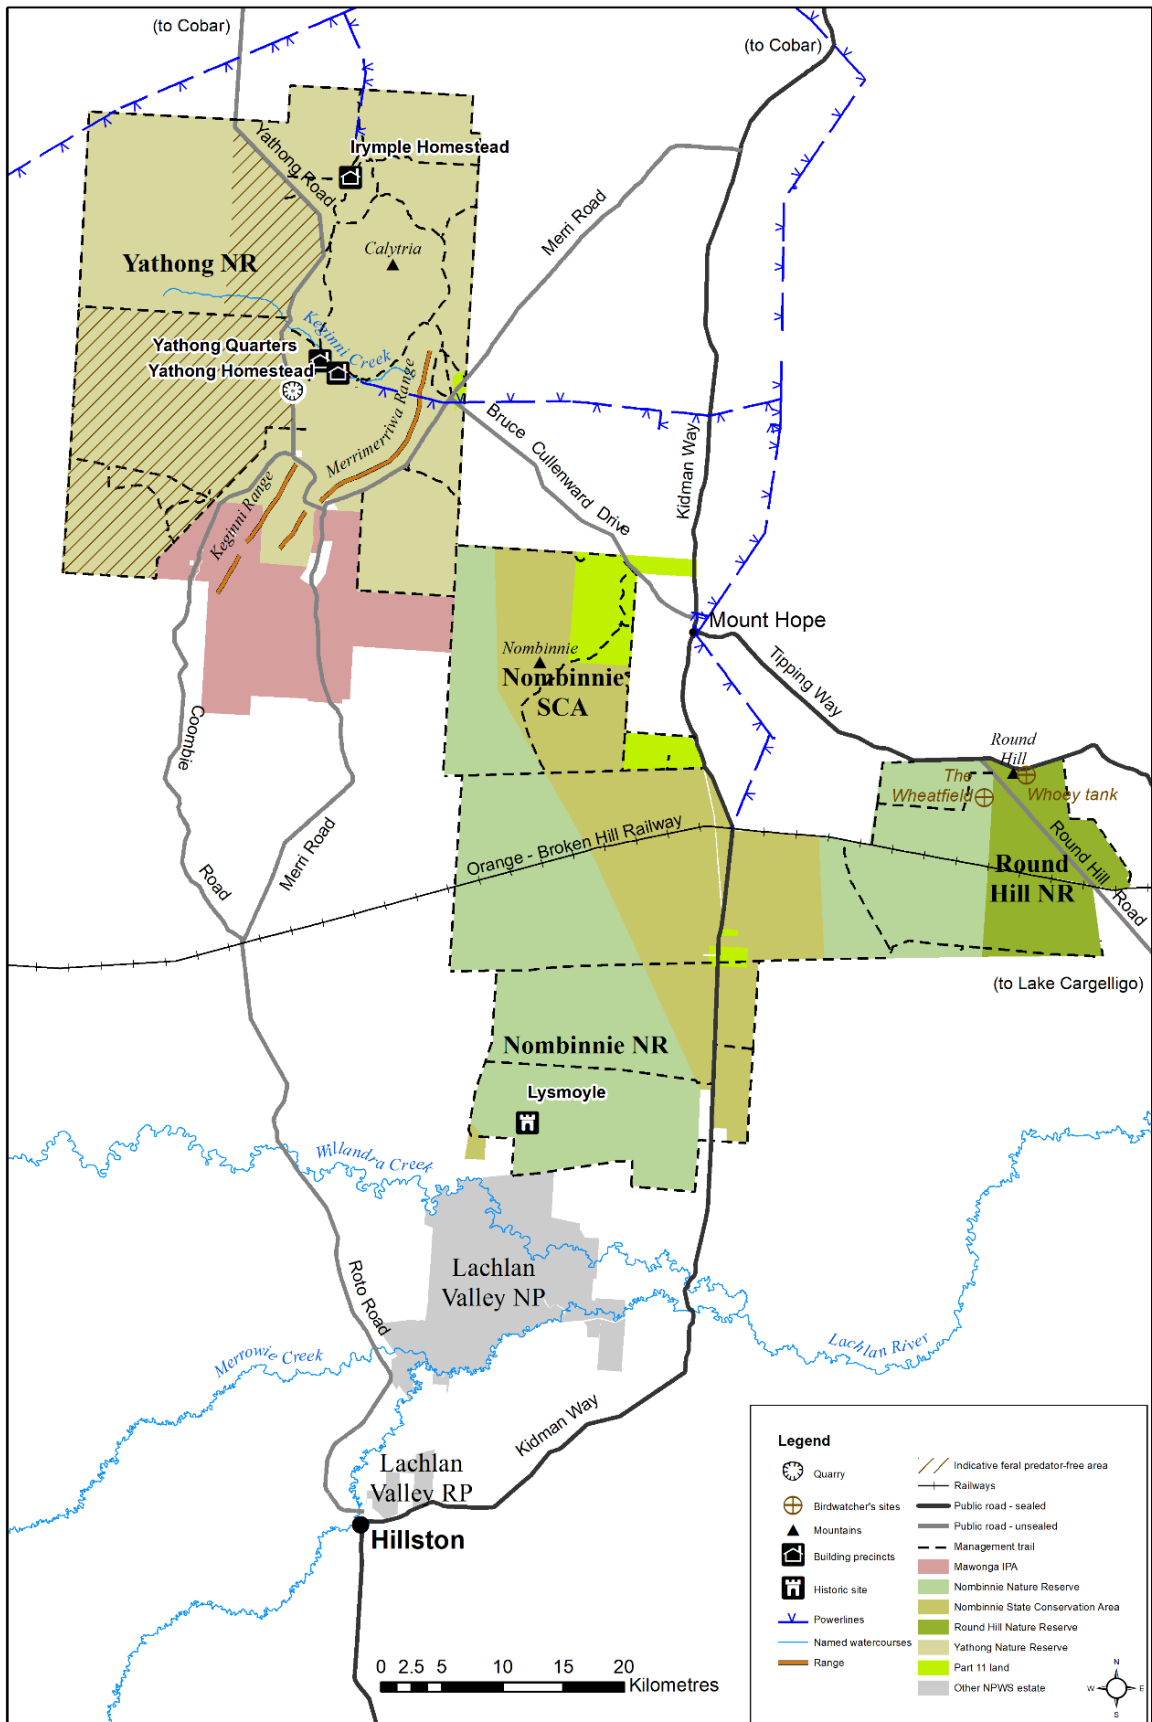 (to Cobar)
(to Cobar)
Yathong Road
Irymple Homestead
Merri Road
Calytria
Yathong NR
Keginni Creek
Yathong Quarters
Yathong Homestead
Merrimerriwa Range
Bruce Cullenward Drive
Kidman Way
Keginni Range
Mount Hope
Nombinnie
Nombinnie
SCA
Tipping Way
Coombie
Road
Merri Road
Round
Hill
The
Wheatfield
Whoey tank
Orange - Broken Hill Railway
Round Hill
Road
Round
Hill NR
(to Lake Cargelligo)
Nombinnie NR
Lysmoyle
Willandra Creek
Lachlan
Valley NP
Roto Road
Merrowie Creek
Lachlan River
Kidman Way
Lachlan
Valley RP
Hillston
0 2.5 5 10 15 20
Kilometres
Legend
Quarry
Birdwatcher's sites
Mountains
Building precincts
Historic site
Powerlines
Named watercourses
Range
Indicative feral predator-free area
Railways
Public road - sealed
Public road - unsealed
Management trail
Mawonga IPA
Nombinnie Nature Reserve
Nombinnie State Conservation Area
Round Hill Nature Reserve
Yathong Nature Reserve
Part 11 land
Other NPWS estate
N
W E
S